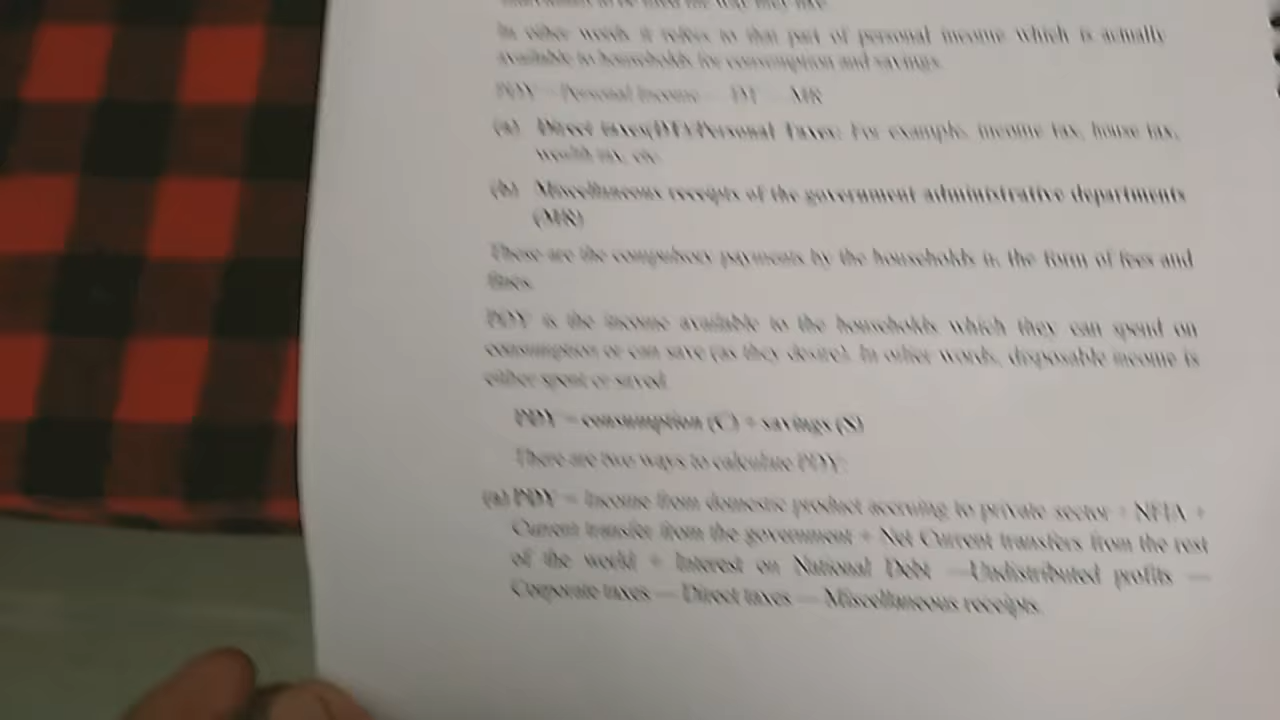 In other words it refers to that part of personal income which is actually
available to households for consumption and savings.
PDY = Personal Income — DT — MR
(a) Direct taxes(DT)/Personal Taxes: For example, income tax, house tax,
wealth tax, etc.
(b) Miscellaneous receipts of the government administrative departments
(MR)
These are the compulsory payments by the households in the form of fees and
fines.
PDY is the income available to the households which they can spend on
consumption or can save (as they desire). In other words, disposable income is
either spent or saved.
PDY = consumption (C) + savings (S)
There are two ways to calculate PDY:
(a) PDY = Income from domestic product accruing to private sector + NFIA +
Current transfer from the government + Net Current transfers from the rest
of the world + Interest on National Debt —Undistributed profits —
Corporate taxes — Direct taxes — Miscellaneous receipts.